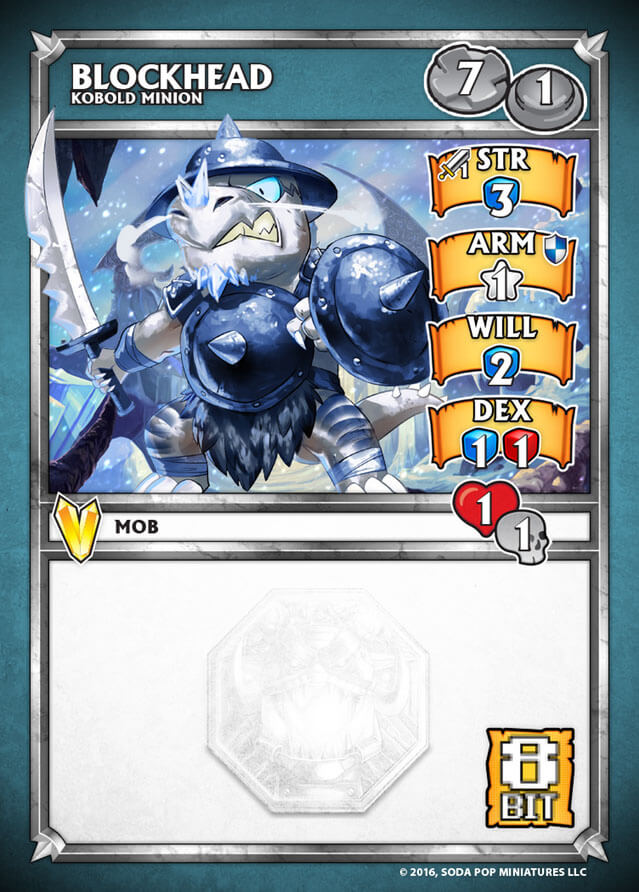 BLOCKHEAD
KOBOLD MINION
7 1
1 STR
3
ARM
1
WILL
2
DEX
1 1
1
1
MOB
8
BIT
© 2016, SODA POP MINIATURES LLC